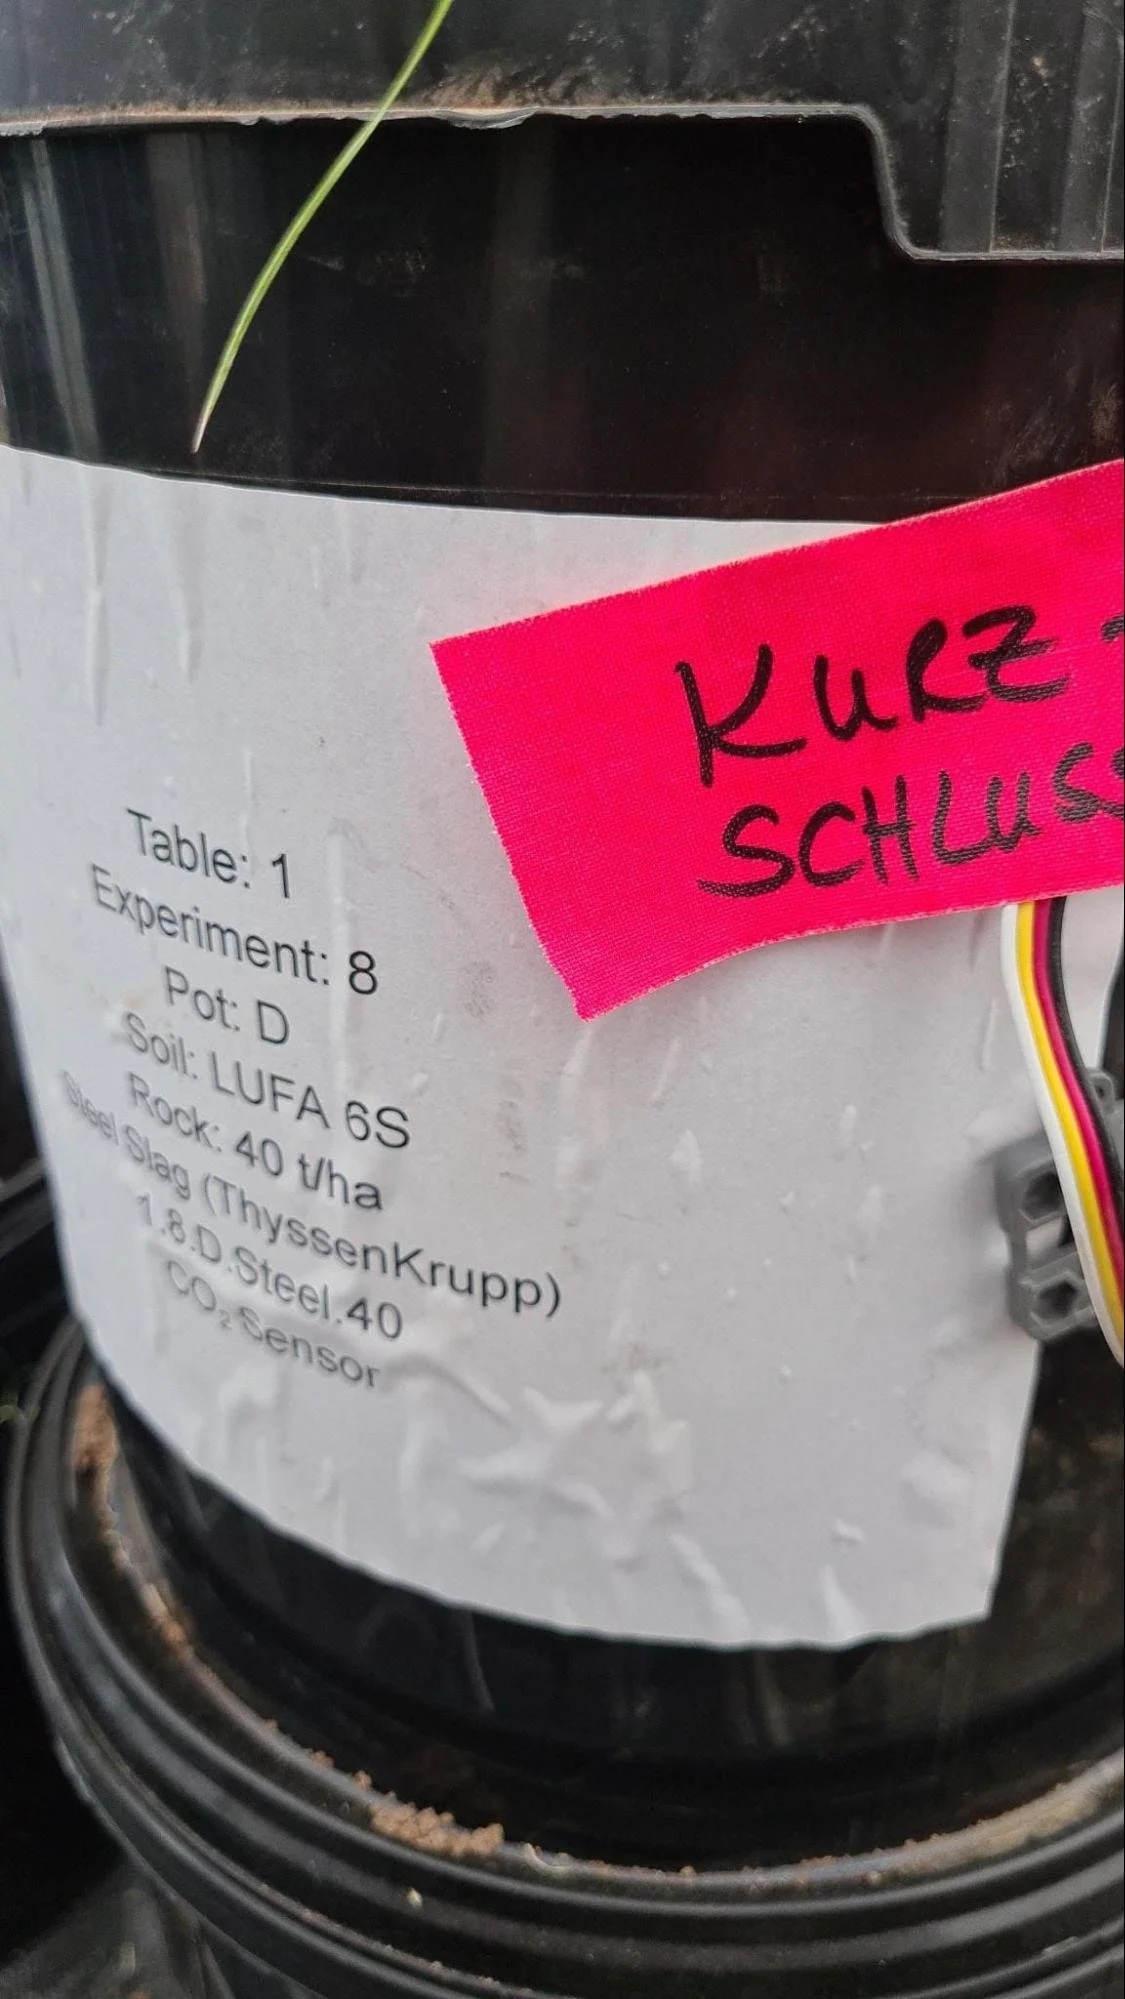 KURZ-
SCHLUSS
Table: 1
Experiment: 8
Pot: D
Soil: LUFA 6S
Rock: 40 t/ha
Steel Slag (ThyssenKrupp)
1.8.D.Steel.40
CO₂ Sensor